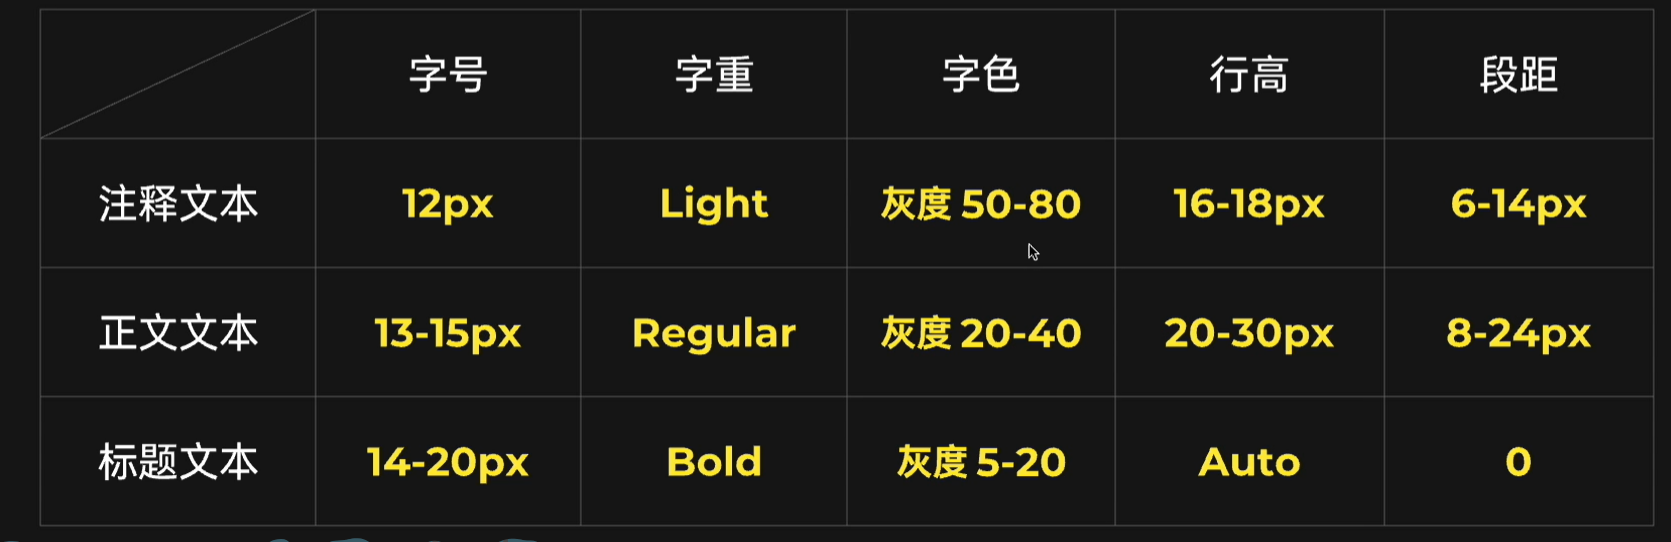 字号 字重 字色 行高 段距
注释文本 12px Light 灰度 50-80 16-18px 6-14px
正文文本 13-15px Regular 灰度 20-40 20-30px 8-24px
标题文本 14-20px Bold 灰度 5-20 Auto 0